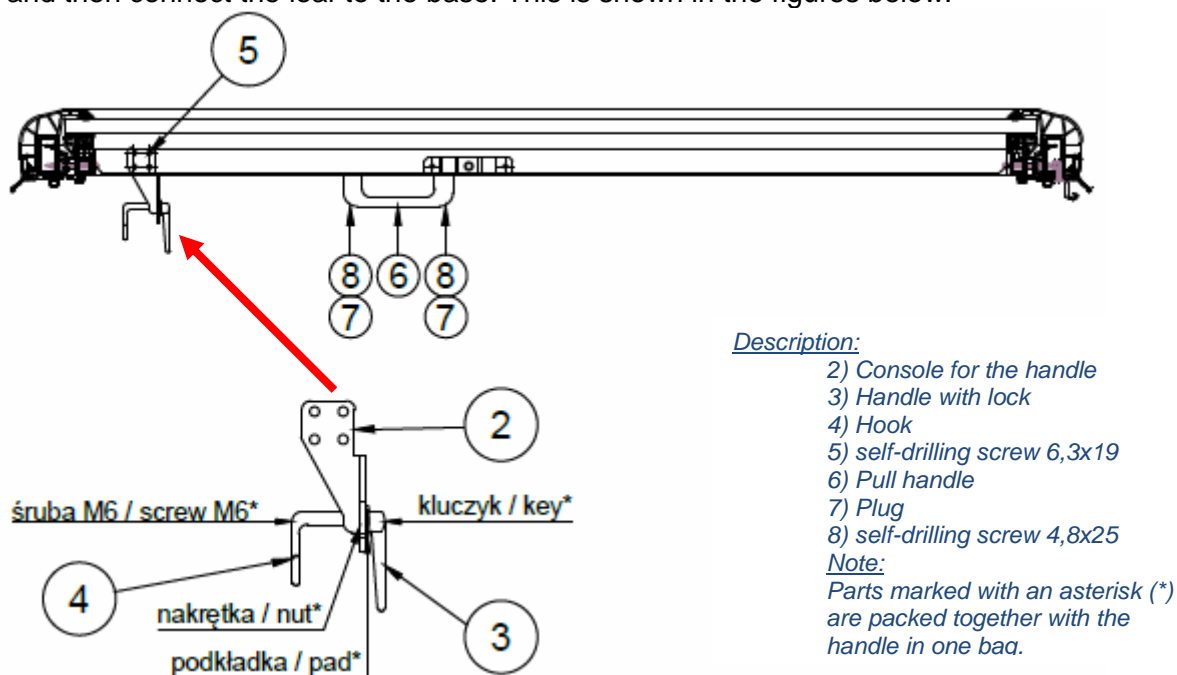 and then connect the leaf to the base. This is shown in the figures below.
5
8 6 8
7 7
Description:
2) Console for the handle
3) Handle with lock
4) Hook
5) self-drilling screw 6,3x19
6) Pull handle
7) Plug
8) self-drilling screw 4,8x25
Note:
Parts marked with an asterisk (*)
are packed together with the
handle in one bag.
2
śruba M6 / screw M6*
kluczyk / key*
4
nakrętka / nut*
3
podkładka / pad*